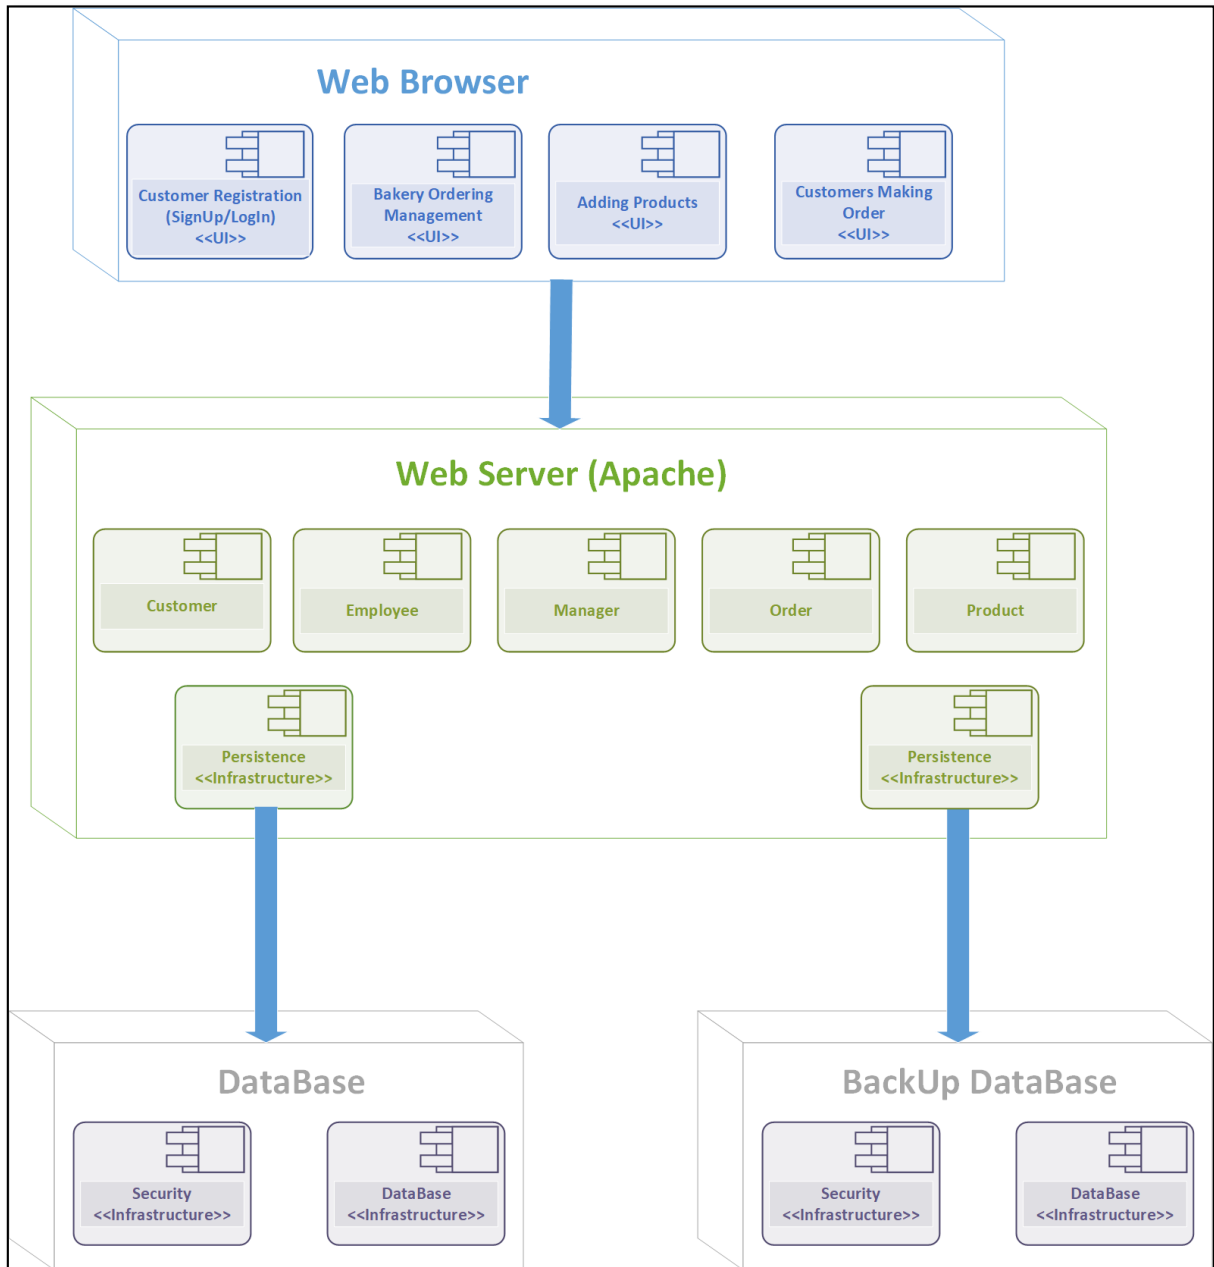 Web Browser
Customer Registration
(SignUp/LogIn)
<<UI>>
Bakery Ordering
Management
<<UI>>
Adding Products
<<UI>>
Customers Making
Order
<<UI>>
Web Server (Apache)
Customer
Employee
Manager
Order
Product
Persistence
<<Infrastructure>>
Persistence
<<Infrastructure>>
DataBase
Security
<<Infrastructure>>
DataBase
<<Infrastructure>>
BackUp DataBase
Security
<<Infrastructure>>
DataBase
<<Infrastructure>>